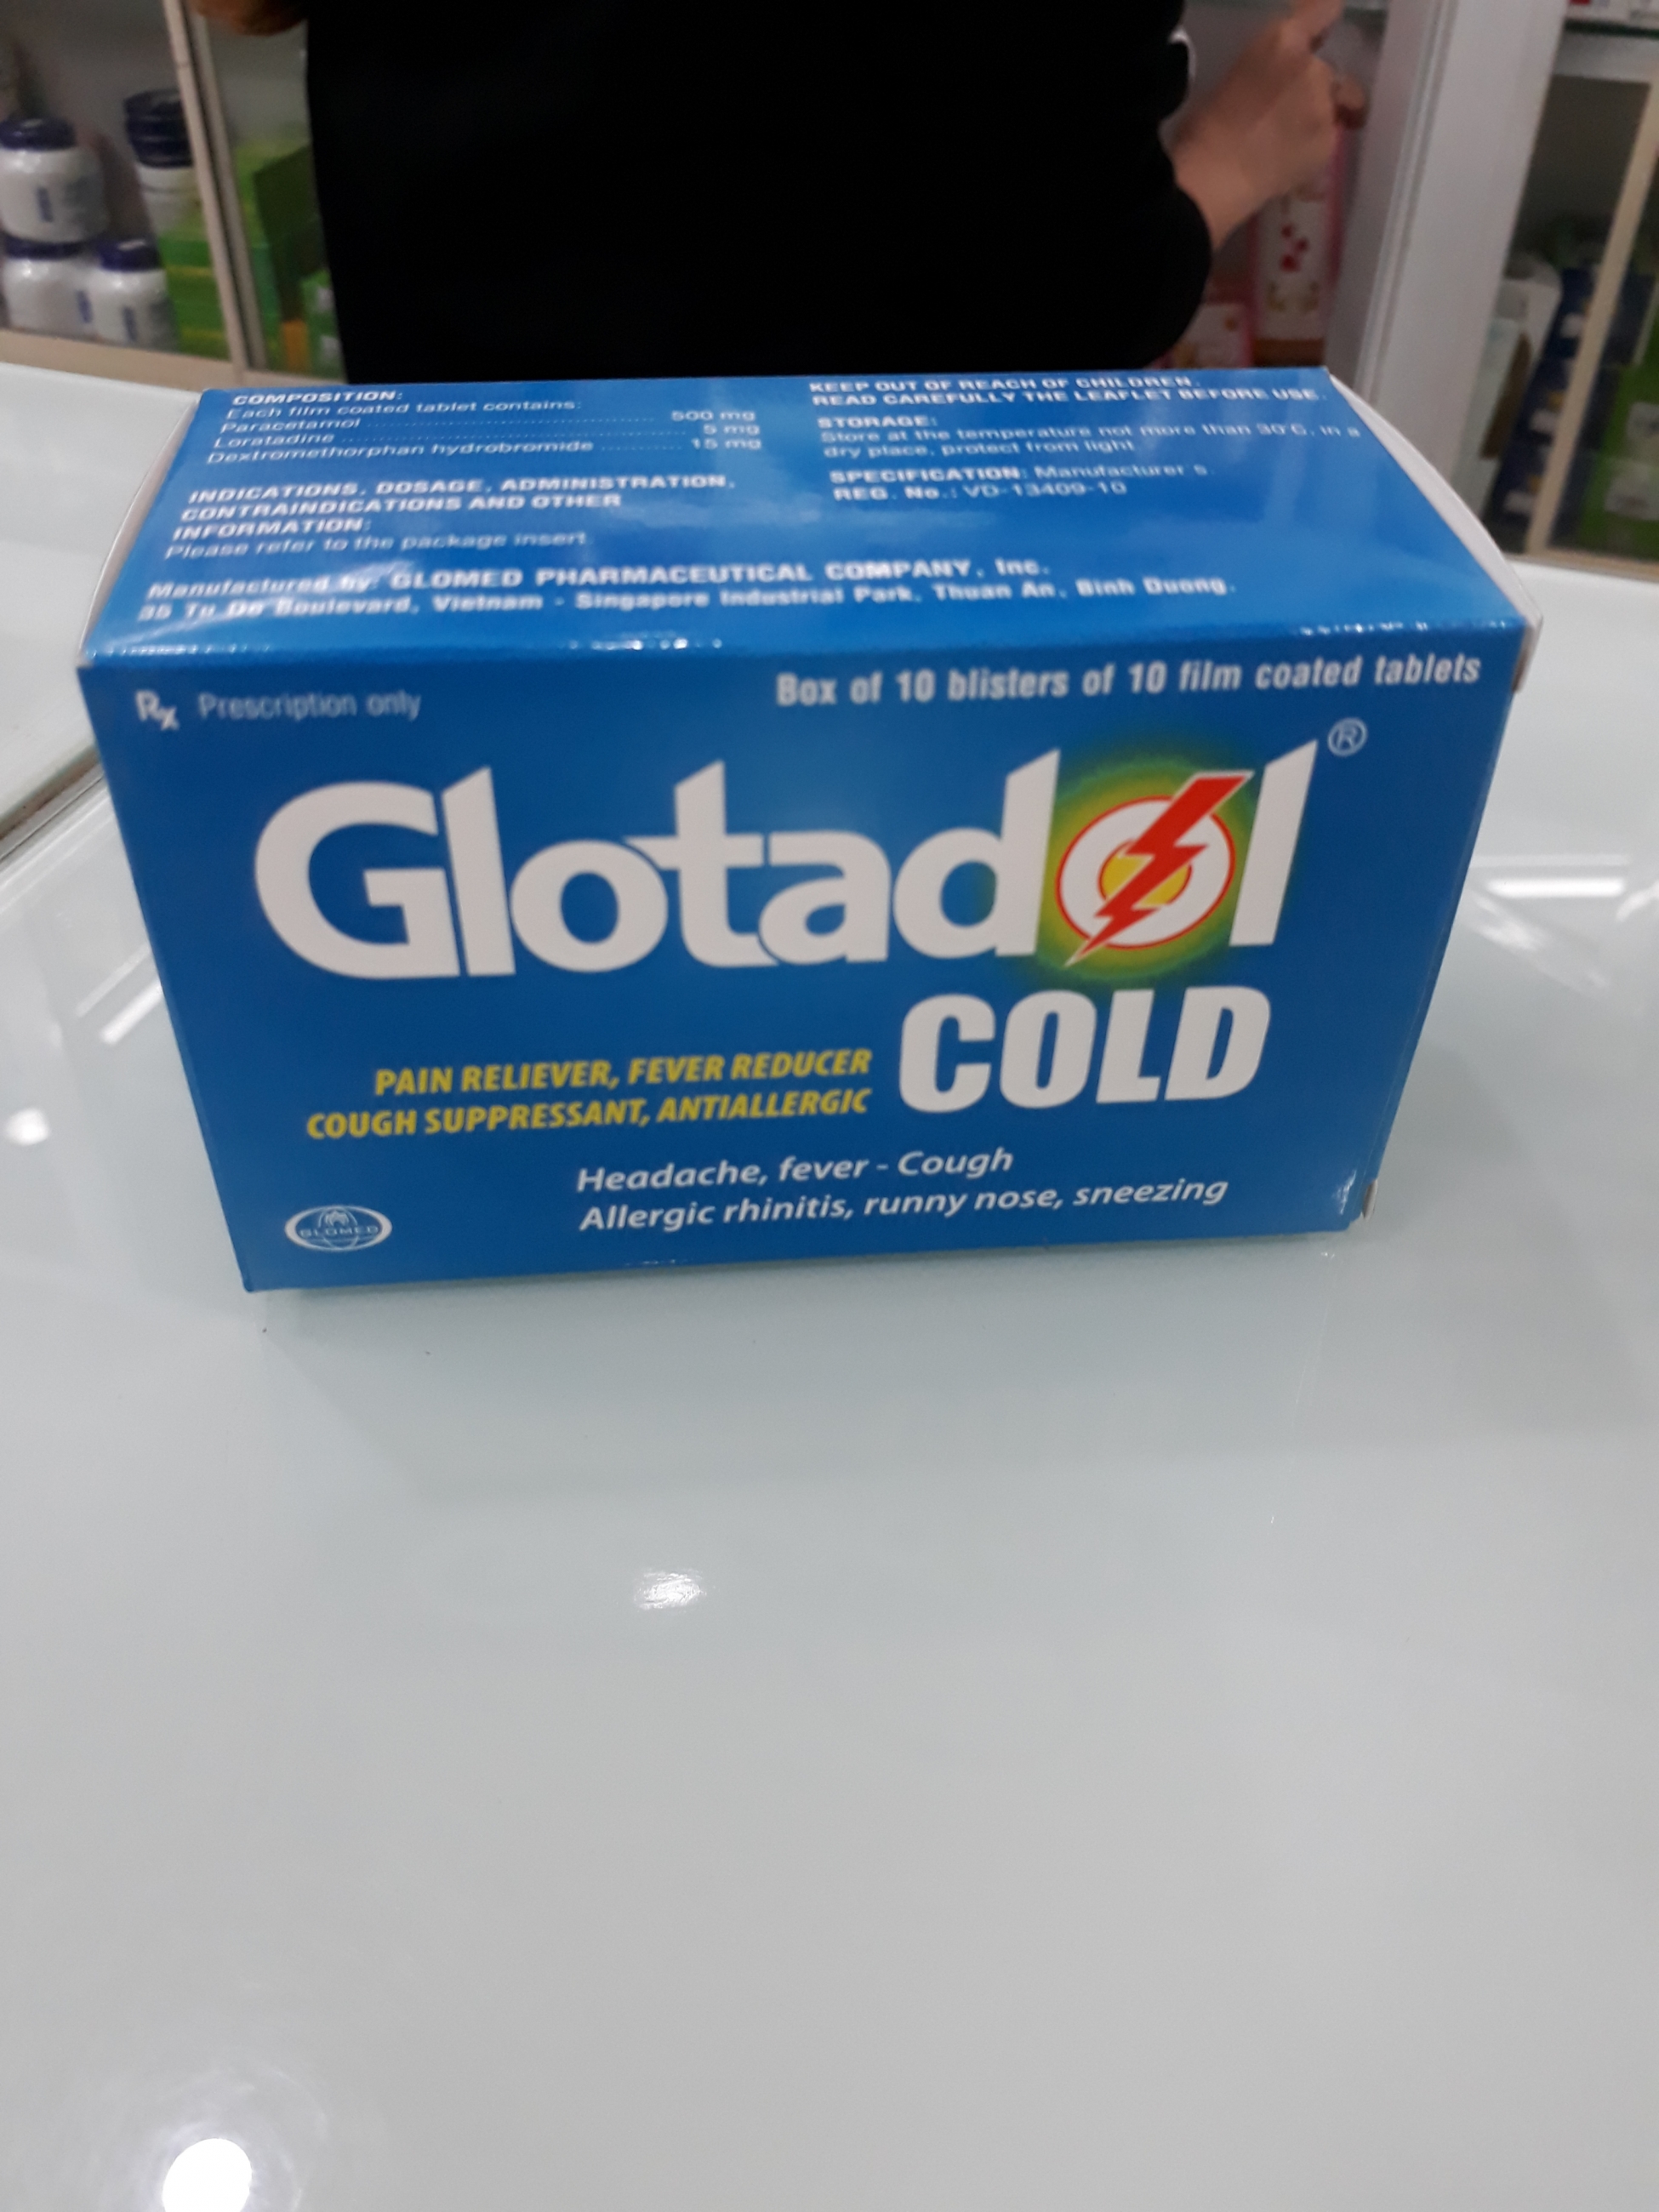 COMPOSITION:
Each film coated tablet contains:
Paracetamol ........ 500 mg
Loratadine ........ 5 mg
Dextromethorphan hydrobromide ........ 15 mg
INDICATIONS, DOSAGE, ADMINISTRATION,
CONTRAINDICATIONS AND OTHER
INFORMATION:
Please refer to the package insert
KEEP OUT OF REACH OF CHILDREN.
READ CAREFULLY THE LEAFLET BEFORE USE.
STORAGE:
Store at the temperature not more than 30°C, in a
dry place, protect from light
SPECIFICATION: Manufacturer's.
REG. No.: VD-13409-10
Manufactured by: GLOMED PHARMACEUTICAL COMPANY, Inc.
35 Tu Do Boulevard, Vietnam - Singapore Industrial Park, Thuan An, Binh Duong.
Rx Prescription only
Box of 10 blisters of 10 film coated tablets
Glotadol®
COLD
PAIN RELIEVER, FEVER REDUCER
COUGH SUPPRESSANT, ANTIALLERGIC
Headache, fever - Cough
Allergic rhinitis, runny nose, sneezing
GLOMED